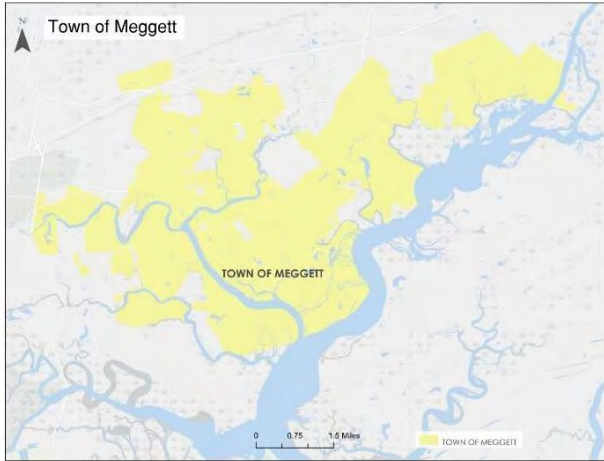 N
Town of Meggett
TOWN OF MEGGETT
0 0.75 1.5 Miles
TOWN OF MEGGETT